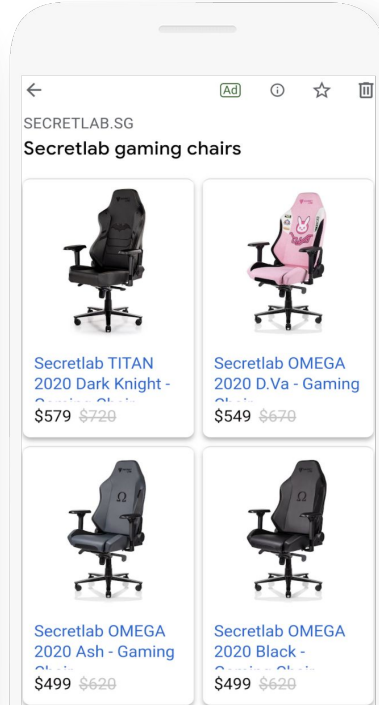 Ad
SECRETLAB.SG
Secretlab gaming chairs
Secretlab TITAN
2020 Dark Knight -
$579 $720
Secretlab OMEGA
2020 D.Va - Gaming
$549 $670
Ω
Secretlab OMEGA
2020 Ash - Gaming
$499 $620
Ω
Secretlab OMEGA
2020 Black -
$499 $620